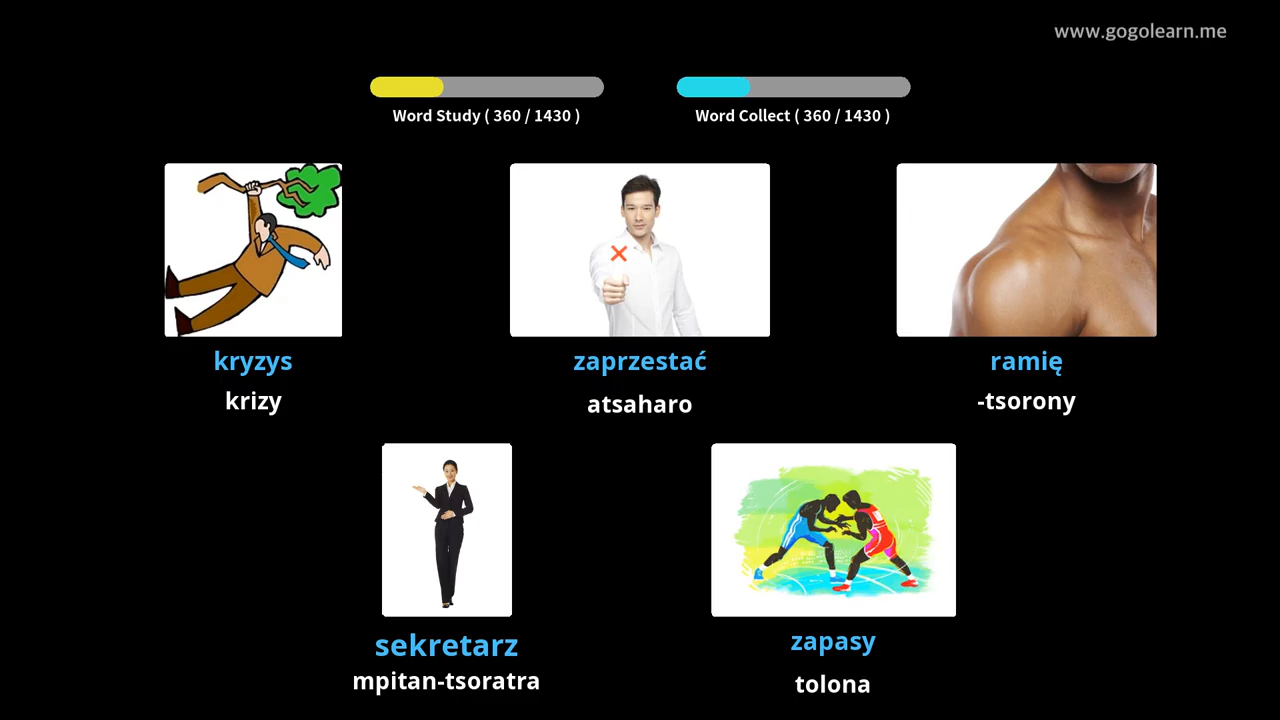 www.gogolearn.me
Word Study ( 360 / 1430 )
Word Collect ( 360 / 1430 )
kryzys
krizy
zaprzestać
atsaharo
ramię
-tsorony
sekretarz
mpitan-tsoratra
zapasy
tolona